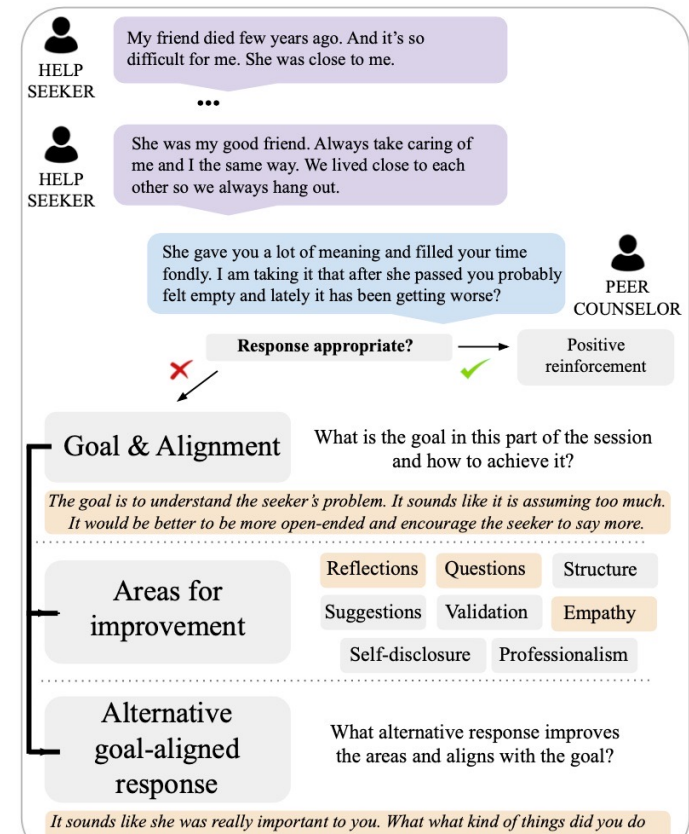 My friend died few years ago. And it's so
difficult for me. She was close to me.
HELP
SEEKER
...
She was my good friend. Always take caring of
me and I the same way. We lived close to each
other so we always hang out.
HELP
SEEKER
She gave you a lot of meaning and filled your time
fondly. I am taking it that after she passed you probably
felt empty and lately it has been getting worse?
PEER
COUNSELOR
Response appropriate?
Positive
reinforcement
Goal & Alignment
What is the goal in this part of the session
and how to achieve it?
The goal is to understand the seeker's problem. It sounds like it is assuming too much.
It would be better to be more open-ended and encourage the seeker to say more.
Areas for
improvement
Reflections
Questions
Structure
Suggestions
Validation
Empathy
Self-disclosure
Professionalism
Alternative
goal-aligned
response
What alternative response improves
the areas and aligns with the goal?
It sounds like she was really important to you. What what kind of things did you do